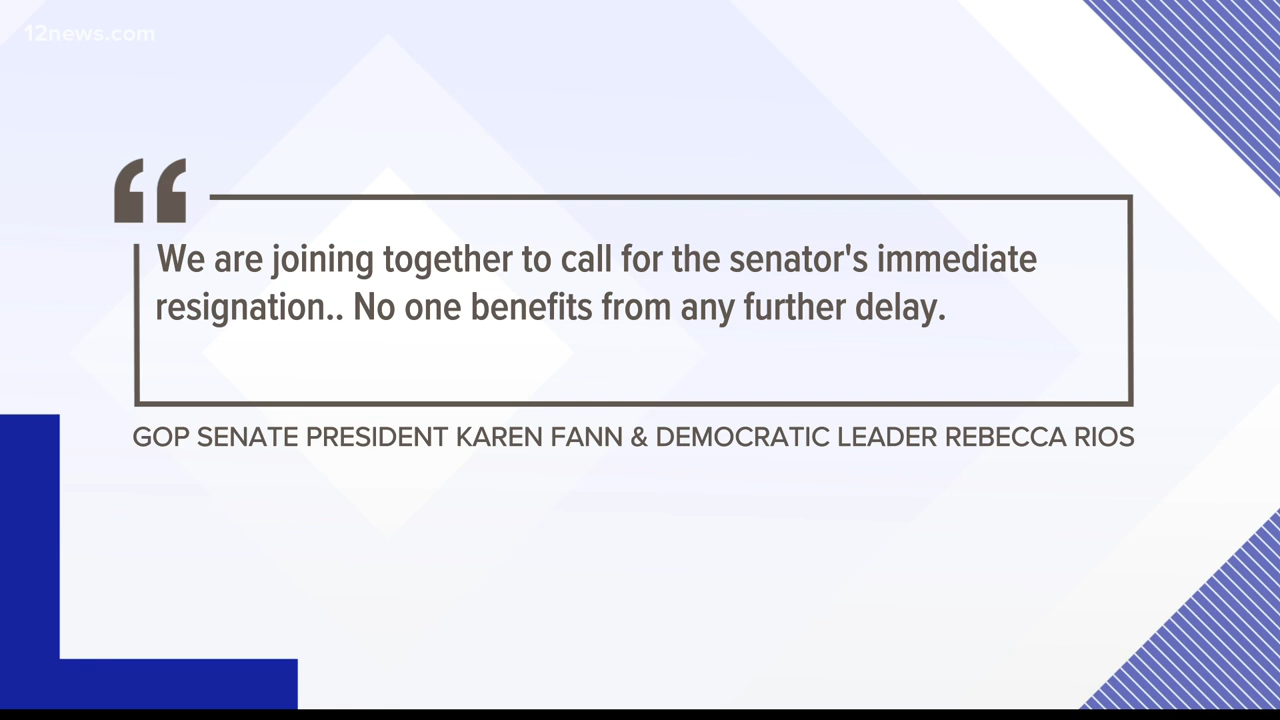 12news.com
“
We are joining together to call for the senator's immediate
resignation.. No one benefits from any further delay.
GOP SENATE PRESIDENT KAREN FANN & DEMOCRATIC LEADER REBECCA RIOS